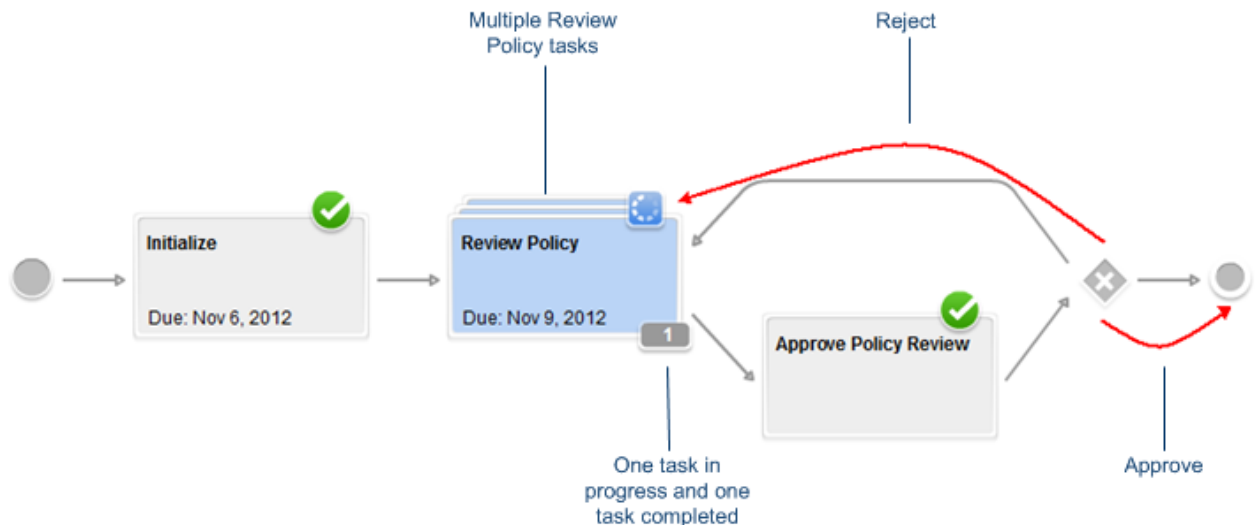 Multiple Review
Policy tasks
Reject
Initialize
Due: Nov 6, 2012
Review Policy
Due: Nov 9, 2012
1
Approve Policy Review
One task in
progress and one
task completed
Approve